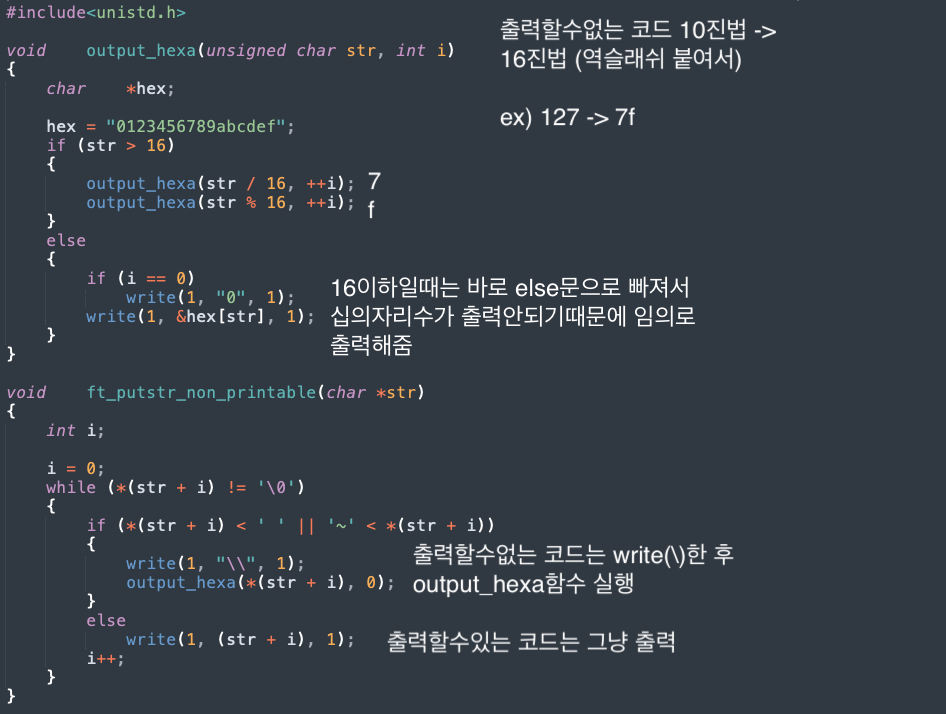 #include<unistd.h>
출력할수없는 코드 10진법 ->
16진법 (역슬래쉬 붙여서)
ex) 127 -> 7f
void    output_hexa(unsigned char str, int i)
{
    char    *hex;
    hex = "0123456789abcdef";
    if (str > 16)
    {
        output_hexa(str / 16, ++i); 7
        output_hexa(str % 16, ++i); f
    }
    else
    {
        if (i == 0)
            write(1, "0", 1);
        write(1, &hex[str], 1);
    }
}
16이하일때는 바로 else문으로 빠져서
십의자리수가 출력안되기때문에 임의로
출력해줌
void    ft_putstr_non_printable(char *str)
{
    int i;
    i = 0;
    while (*(str + i) != '\0')
    {
        if (*(str + i) < ' ' || '~' < *(str + i))
        {
            write(1, "\\", 1);
            output_hexa(*(str + i), 0);
        }
        else
            write(1, (str + i), 1);
        i++;
    }
}
출력할수없는 코드는 write(\)한 후
output_hexa함수 실행
출력할수있는 코드는 그냥 출력